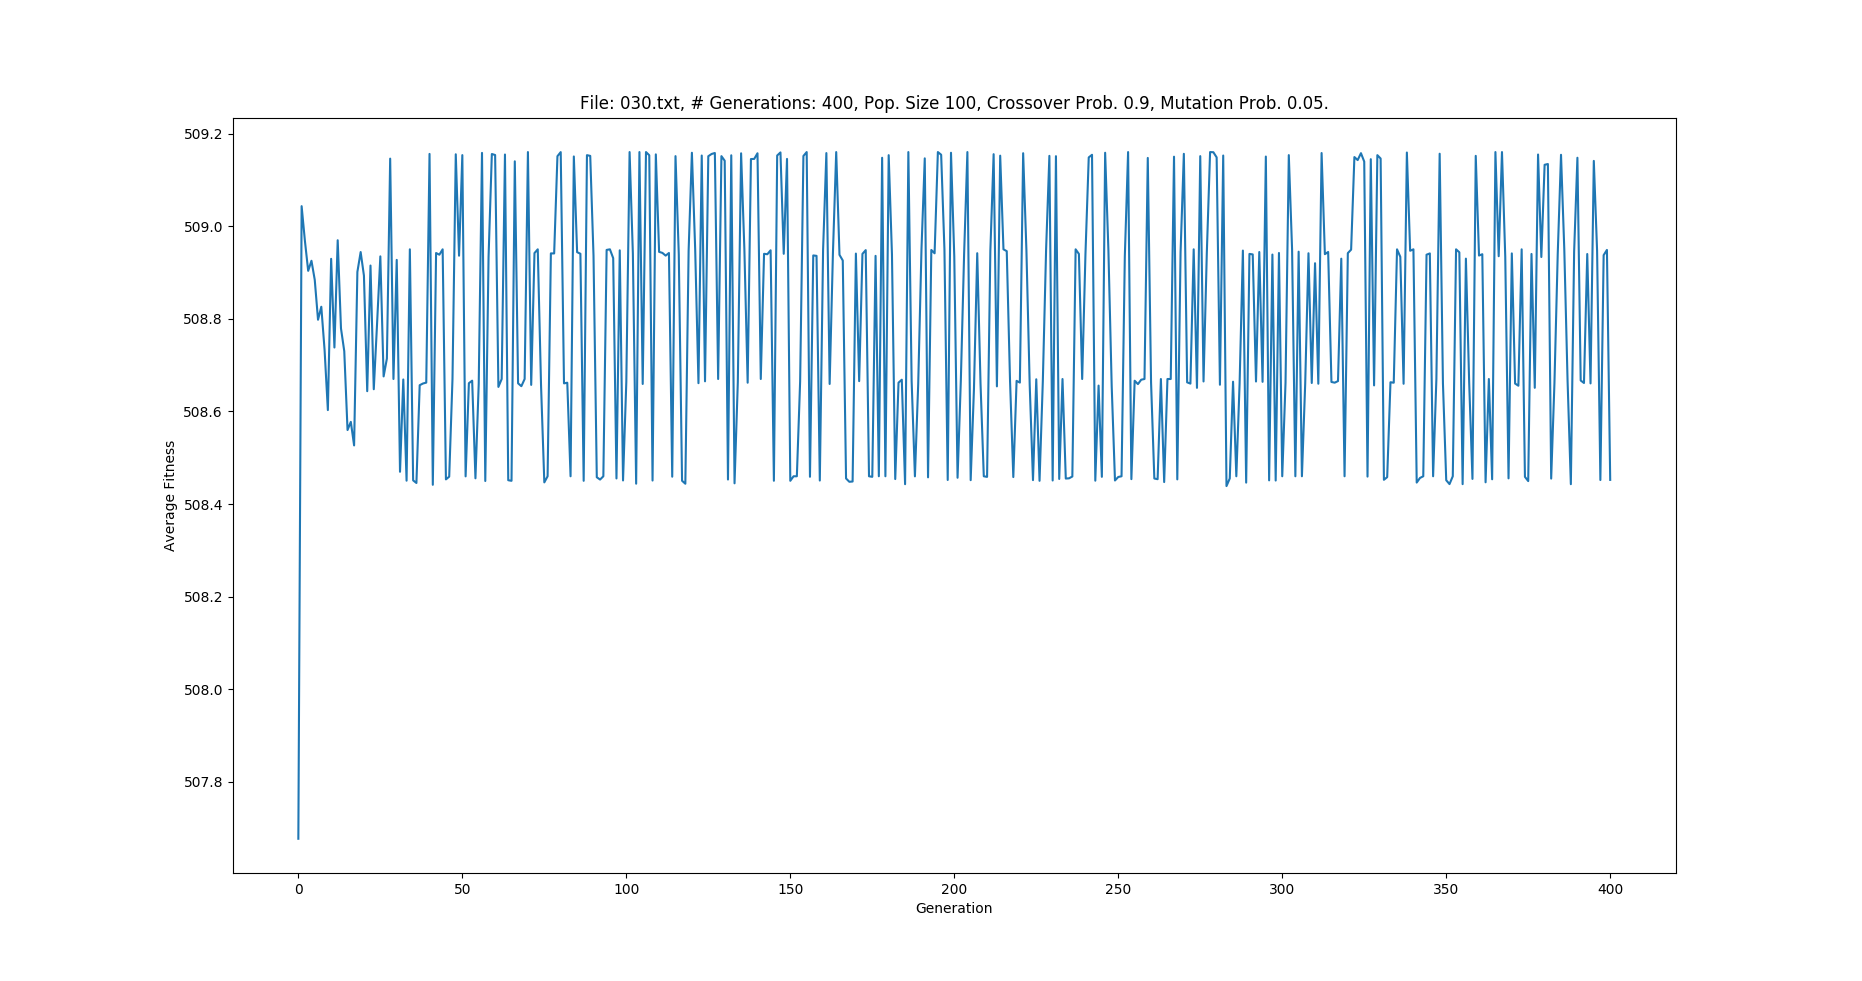 File: 030.txt, # Generations: 400, Pop. Size 100, Crossover Prob. 0.9, Mutation Prob. 0.05.
509.2
509.0
508.8
508.6
508.4
508.2
508.0
507.8
Average Fitness
0 50 100 150 200 250 300 350 400
Generation